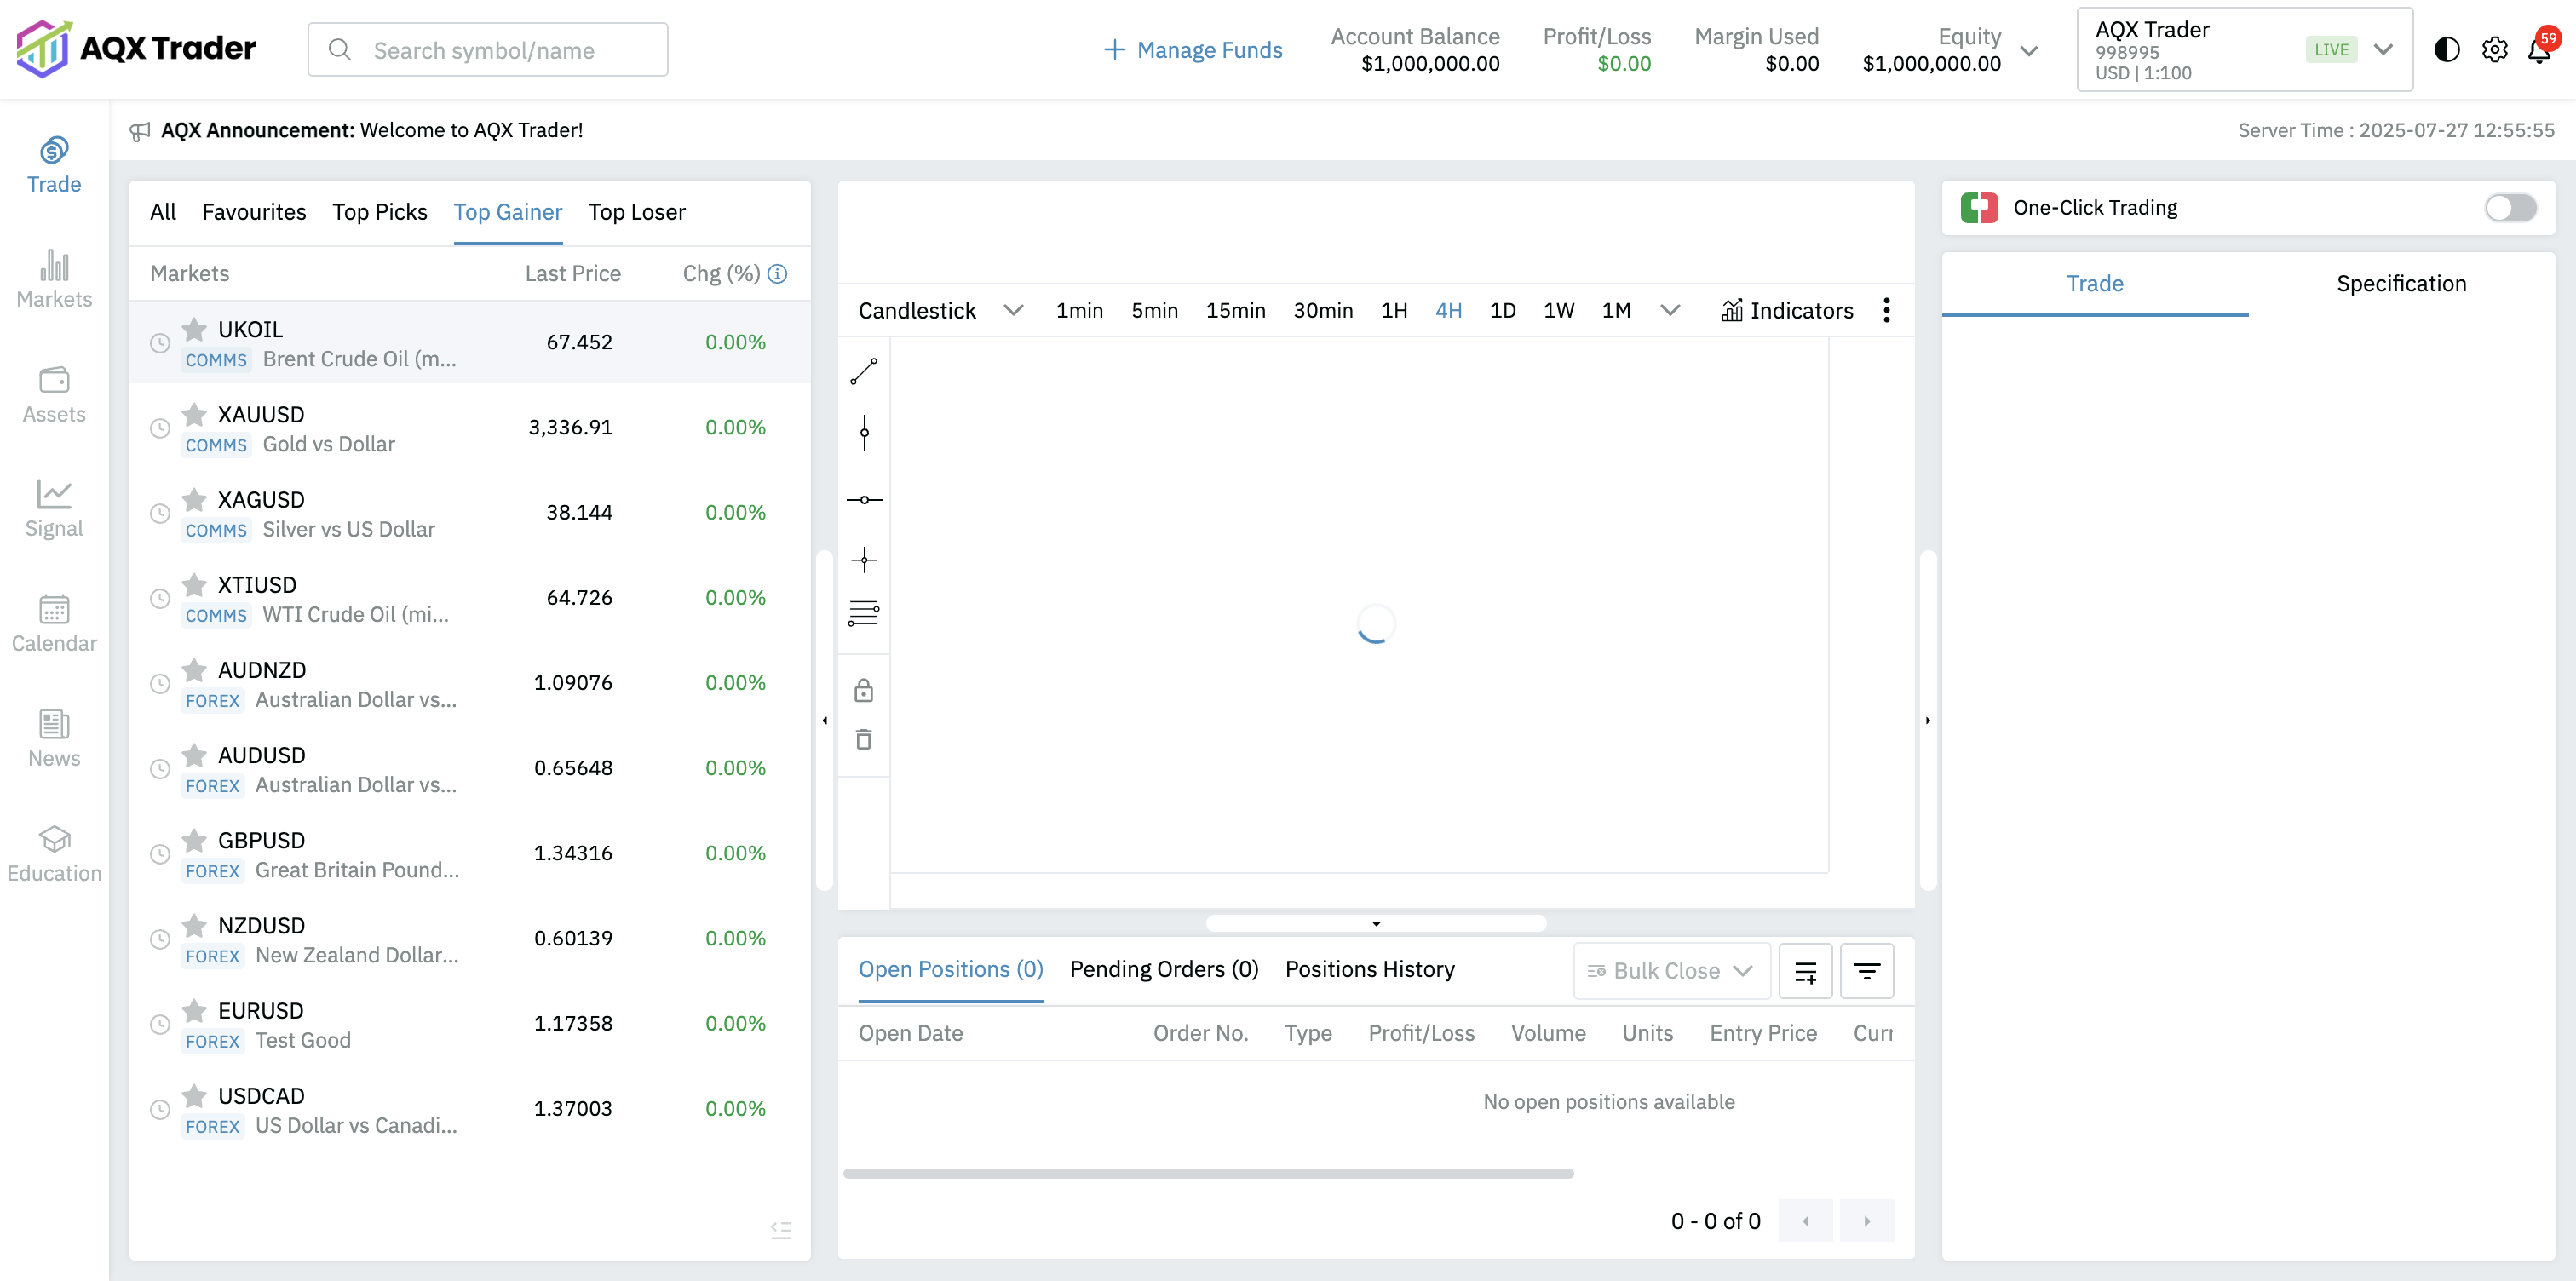 AQX Trader
Search symbol/name
Manage Funds
Account Balance
$1,000,000.00
Profit/Loss
$0.00
Margin Used
$0.00
Equity
$1,000,000.00
AQX Trader
998995
USD | 1:100
LIVE
59
AQX Announcement: Welcome to AQX Trader!
Server Time : 2025-07-27 12:55:55
Trade
Markets
Assets
Signal
Calendar
News
Education
All Favourites Top Picks Top Gainer Top Loser
Markets Last Price Chg (%)
UKOIL
COMMS Brent Crude Oil (m...
67.452 0.00%
XAUUSD
COMMS Gold vs Dollar
3,336.91 0.00%
XAGUSD
COMMS Silver vs US Dollar
38.144 0.00%
XTIUSD
COMMS WTI Crude Oil (mi...
64.726 0.00%
AUDNZD
FOREX Australian Dollar vs...
1.09076 0.00%
AUDUSD
FOREX Australian Dollar vs...
0.65648 0.00%
GBPUSD
FOREX Great Britain Pound...
1.34316 0.00%
NZDUSD
FOREX New Zealand Dollar...
0.60139 0.00%
EURUSD
FOREX Test Good
1.17358 0.00%
USDCAD
FOREX US Dollar vs Canadi...
1.37003 0.00%
Candlestick 1min 5min 15min 30min 1H 4H 1D 1W 1M Indicators
Open Positions (0) Pending Orders (0) Positions History Bulk Close
Open Date Order No. Type Profit/Loss Volume Units Entry Price Curr
No open positions available
0 - 0 of 0
One-Click Trading
Trade Specification